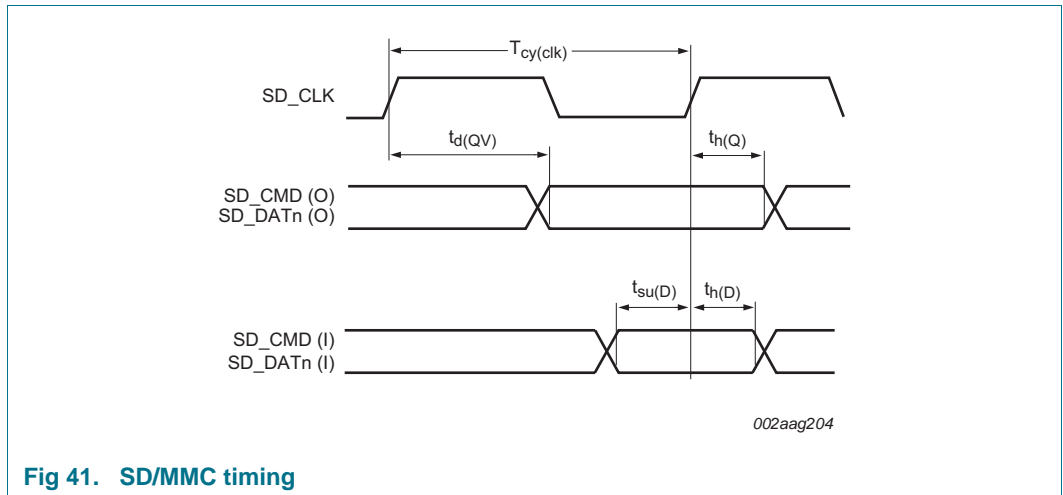 Tcy(clk)
SD_CLK
td(QV)
th(Q)
SD_CMD (O)
SD_DATn (O)
tsu(D)
th(D)
SD_CMD (I)
SD_DATn (I)
002aag204
Fig 41. SD/MMC timing